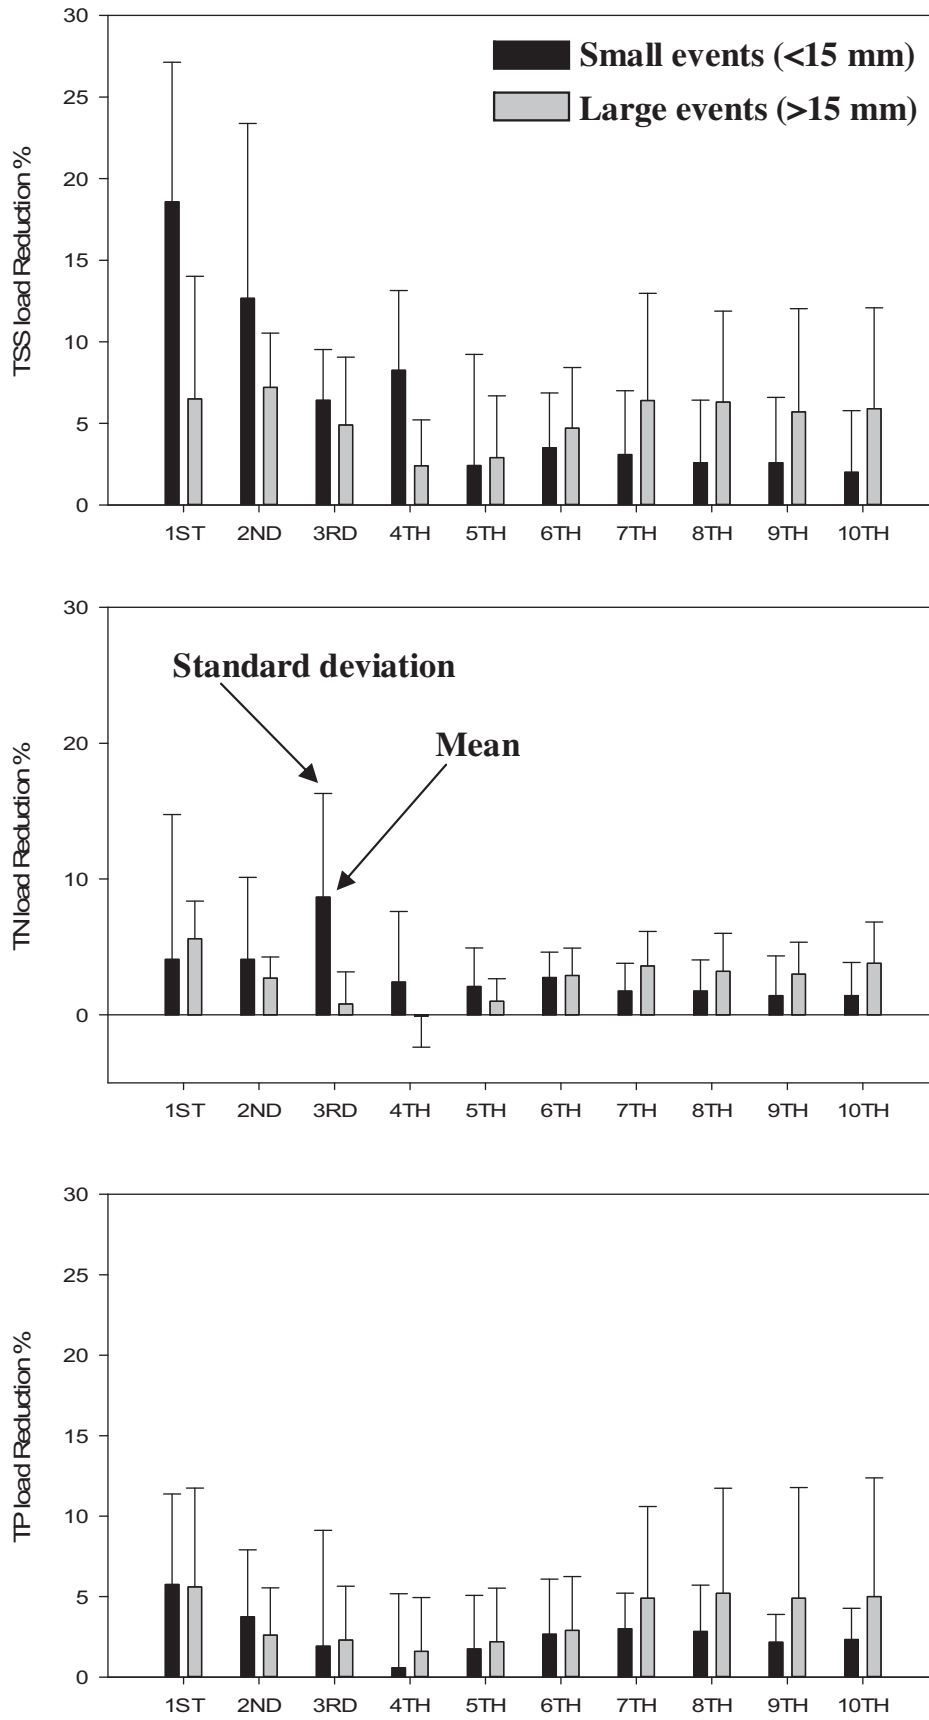 30
25
20
15
10
5
0
TSS load Reduction %
Small events (<15 mm)
Large events (>15 mm)
1ST 2ND 3RD 4TH 5TH 6TH 7TH 8TH 9TH 10TH
30
20
10
0
TN load Reduction %
Standard deviation
Mean
1ST 2ND 3RD 4TH 5TH 6TH 7TH 8TH 9TH 10TH
30
25
20
15
10
5
0
TP load Reduction %
1ST 2ND 3RD 4TH 5TH 6TH 7TH 8TH 9TH 10TH